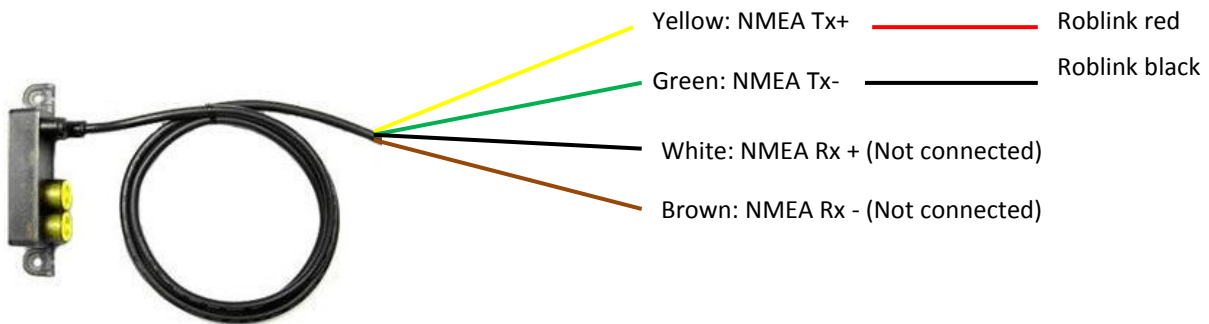 Yellow: NMEA Tx+ Roblink red
Green: NMEA Tx- Roblink black
White: NMEA Rx + (Not connected)
Brown: NMEA Rx - (Not connected)